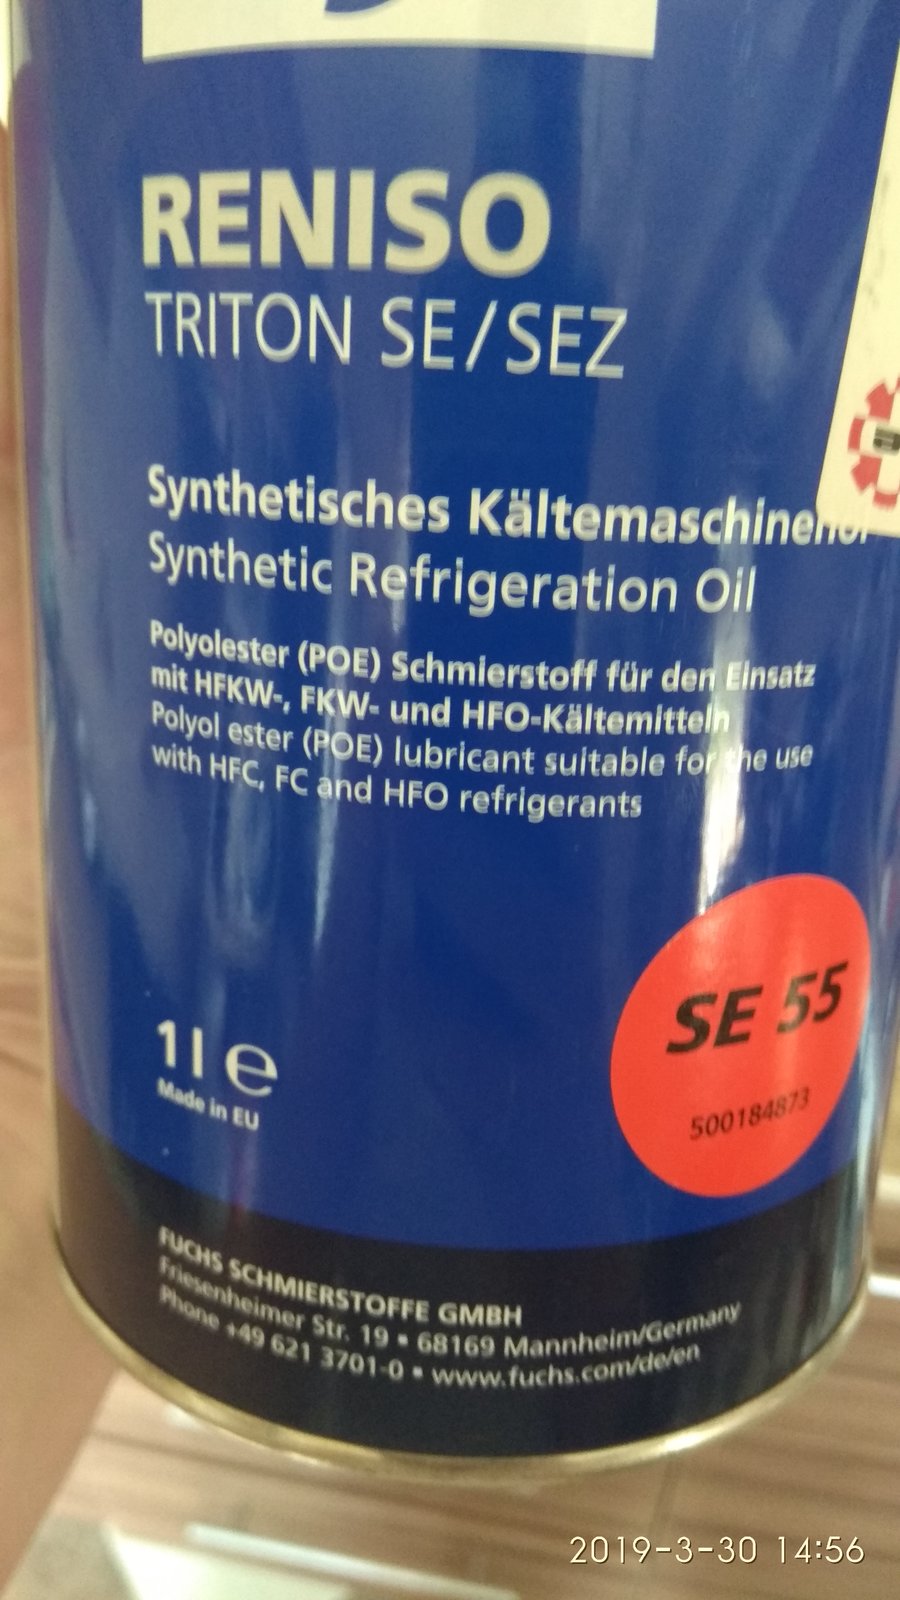 RENISO
TRITON SE/SEZ
Synthetisches Kältemaschinenöl
Synthetic Refrigeration Oil
Polyolester (POE) Schmierstoff für den Einsatz
mit HFKW-, FKW- und HFO-Kältemitteln
Polyol ester (POE) lubricant suitable for the use
with HFC, FC and HFO refrigerants
SE 55
500184873
1l e
Made in EU
FUCHS SCHMIERSTOFFE GMBH
Friesenheimer Str. 19 • 68169 Mannheim/Germany
Phone +49 621 3701-0 • www.fuchs.com/de/en
2019-3-30 14:56